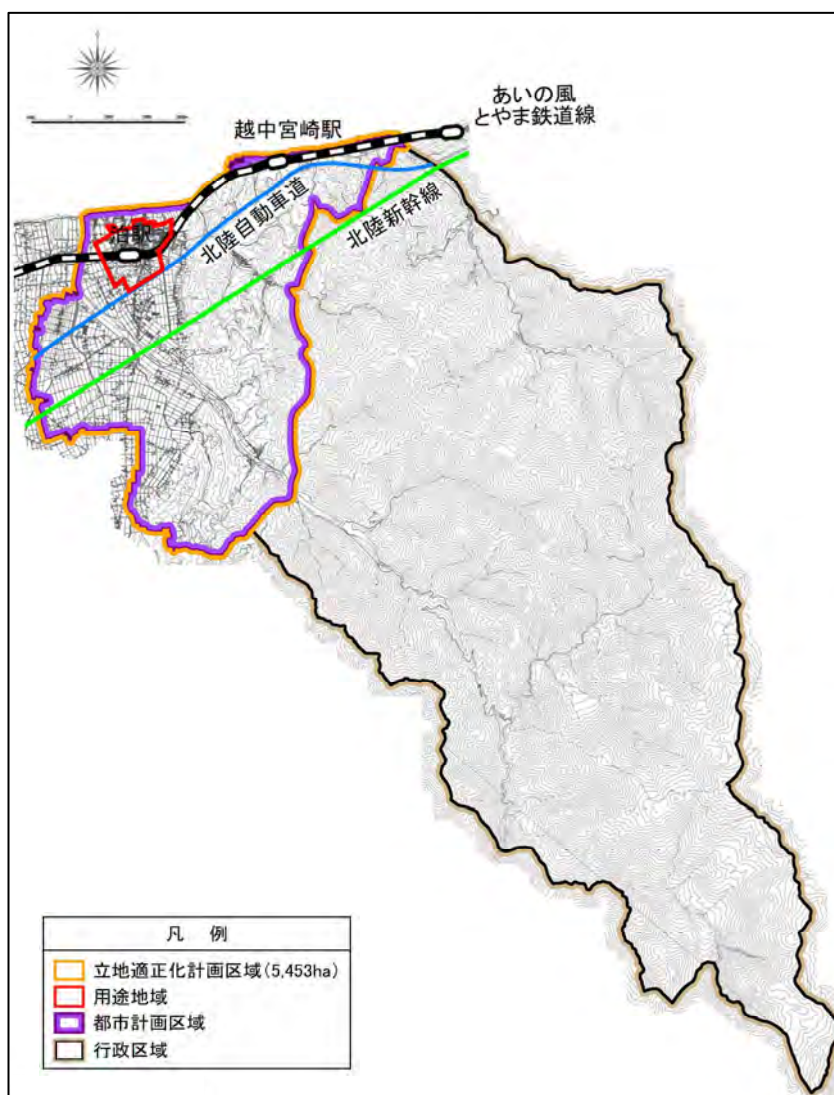 あいの風
とやま鉄道線
越中宮崎駅
北陸自動車道
北陸新幹線
泊駅
凡 例
立地適正化計画区域(5,453ha)
用途地域
都市計画区域
行政区域